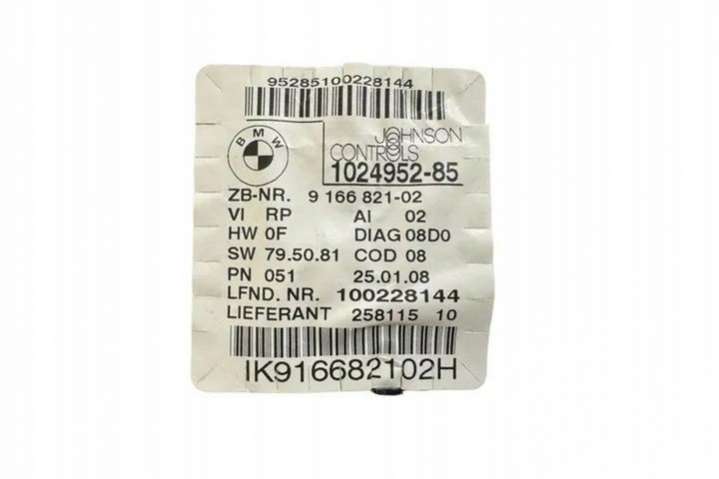 95285100228144
BMW
JOHNSON
CONTROLS
1024952-85
ZB-NR. 9 166 821-02
VI RP AI 02
HW 0F DIAG 08D0
SW 79.50.81 COD 08
PN 051 25.01.08
LFND. NR. 100228144
LIEFERANT 258115 10
IK916682102H